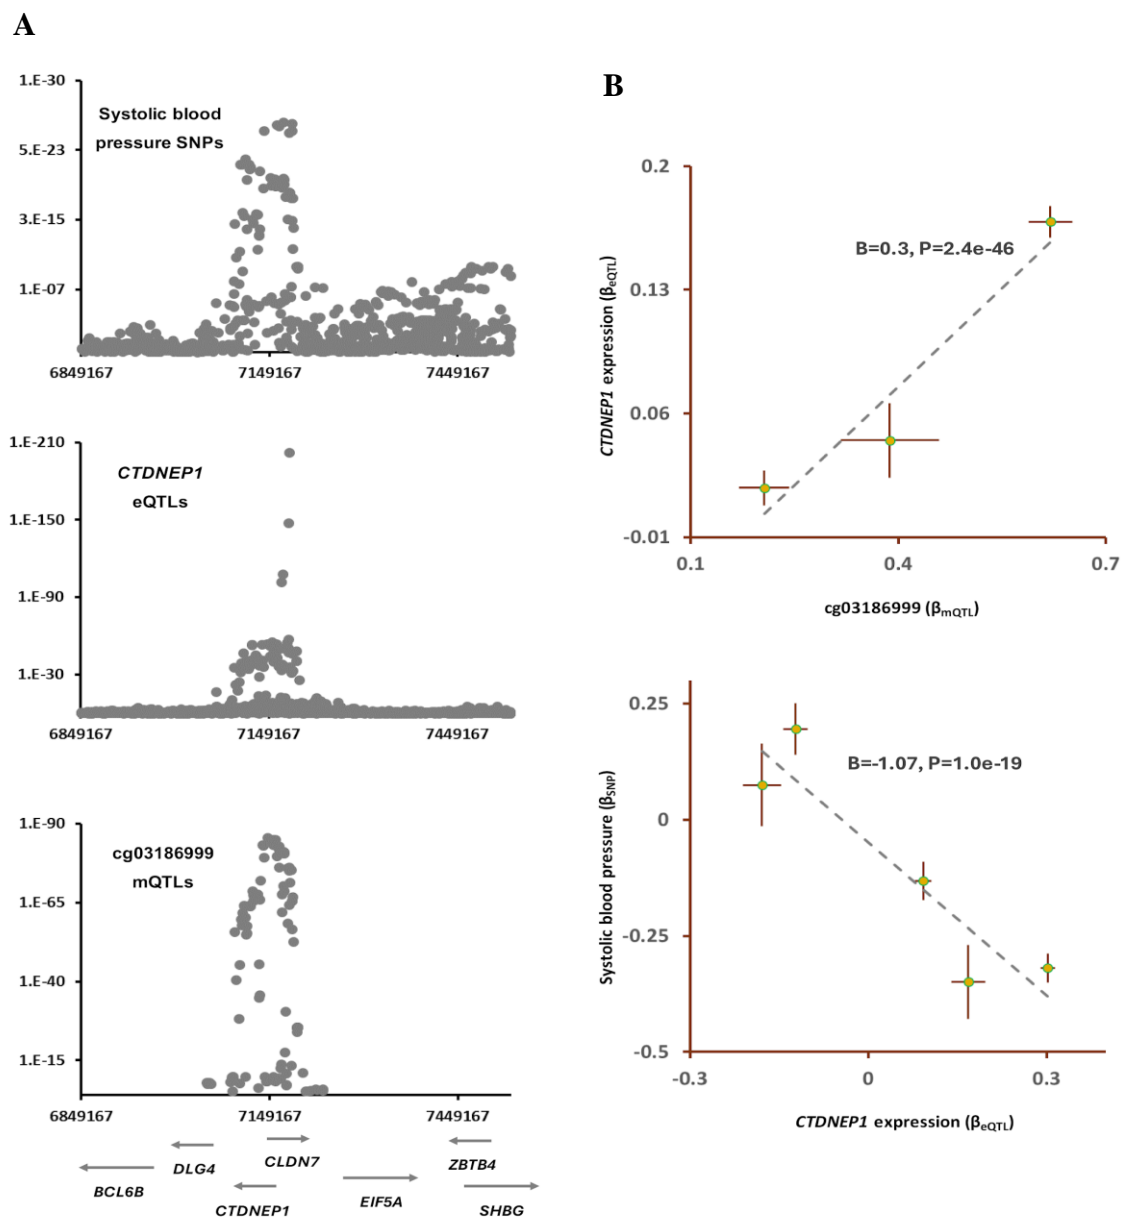 A
1.E-30
Systolic blood
pressure SNPs
5.E-23
3.E-15
1.E-07
6849167 7149167 7449167
1.E-210
CTDNEP1
eQTLs
1.E-150
1.E-90
1.E-30
6849167 7149167 7449167
1.E-90
cg03186999
mQTLs
1.E-65
1.E-40
1.E-15
6849167 7149167 7449167
DLG4 CLDN7 ZBTB4
BCL6B CTDNEP1 EIF5A SHBG
B
0.2
B=0.3, P=2.4e-46
0.13
0.06
-0.01
0.1 0.4 0.7
CTDNEP1 expression (βeQTL)
cg03186999 (βmQTL)
0.25
B=-1.07, P=1.0e-19
0
-0.25
-0.5
-0.3 0 0.3
Systolic blood pressure (βSNP)
CTDNEP1 expression (βeQTL)